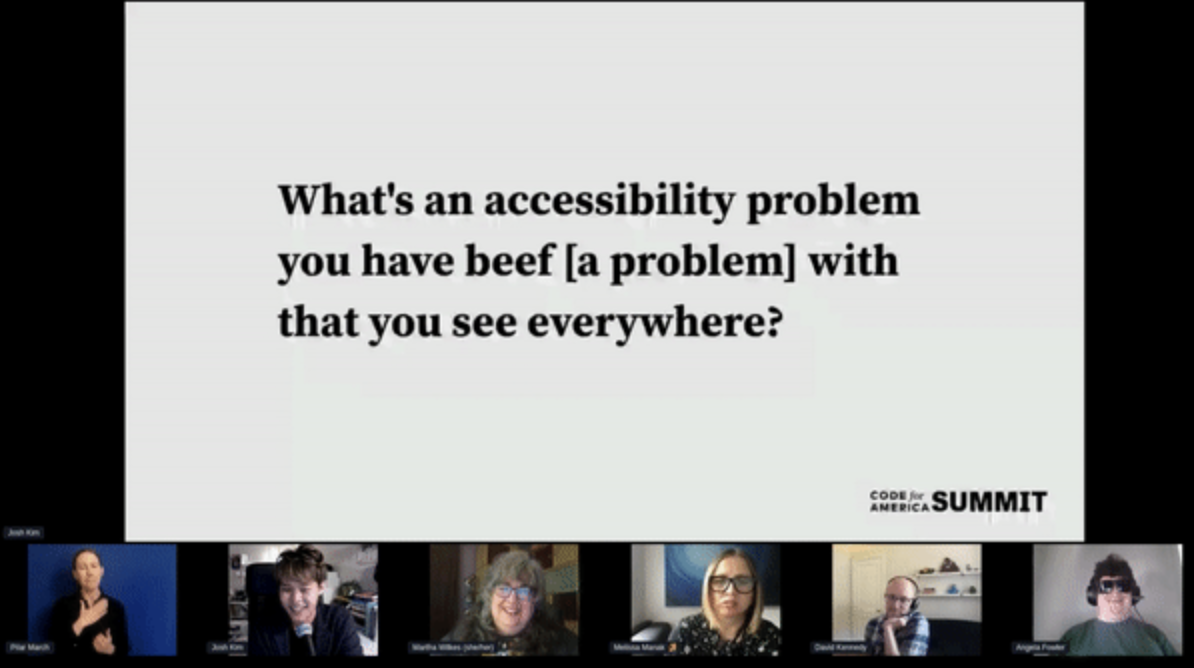 What's an accessibility problem
you have beef [a problem] with
that you see everywhere?
CODE for
AMERICA SUMMIT
Josh Kim
Pilar March
Josh Kim
Martha Wilkes (she/her)
Melissa Manak
David Kennedy
Angela Fowler